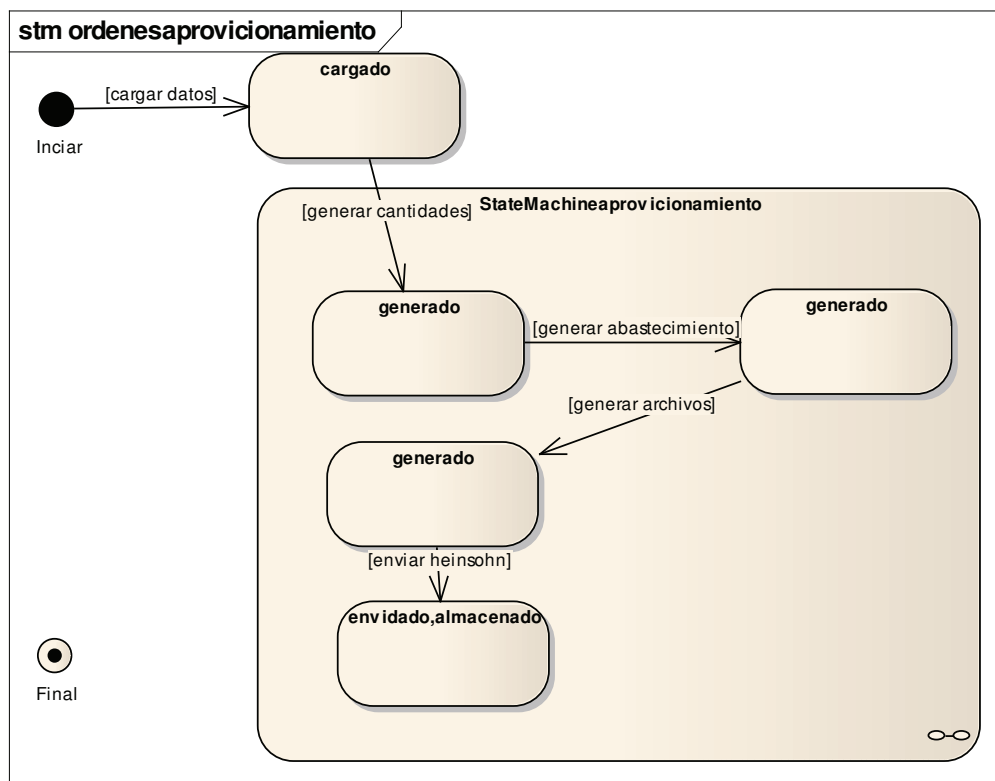 stm ordenesaprovicionamiento
cargado
[cargar datos]
Inciar
[generar cantidades]
StateMachineaprovicionamiento
generado
generado
[generar abastecimiento]
[generar archivos]
generado
[enviar heinsohn]
envidado,almacenado
Final